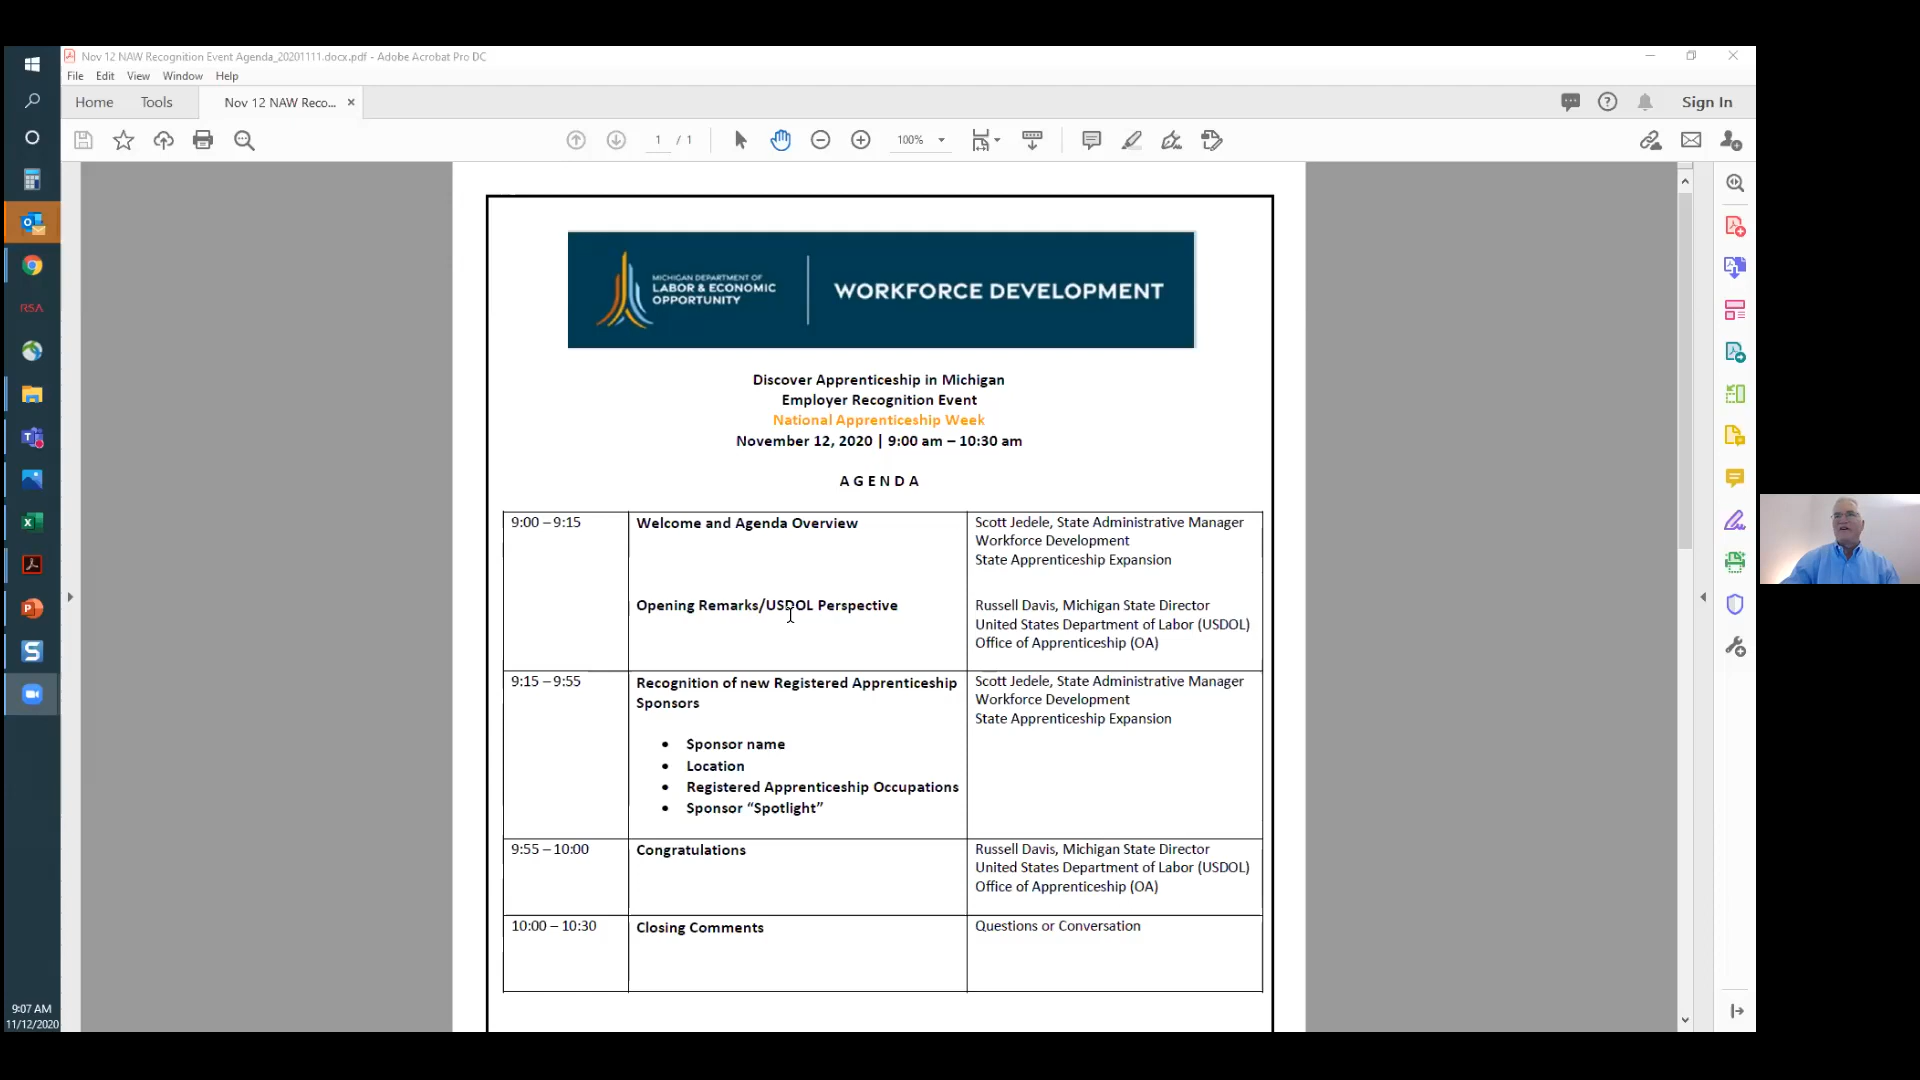 Nov 12 NAW Recognition Event Agenda_20201111.docx.pdf - Adobe Acrobat Pro DC
File Edit View Window Help
Home Tools Nov 12 NAW Reco... × Sign In
1 / 1 100%
MICHIGAN DEPARTMENT OF
LABOR & ECONOMIC
OPPORTUNITY
WORKFORCE DEVELOPMENT
Discover Apprenticeship in Michigan
Employer Recognition Event
National Apprenticeship Week
November 12, 2020 | 9:00 am – 10:30 am
A G E N D A
9:00 – 9:15 Welcome and Agenda Overview Scott Jedele, State Administrative Manager
Workforce Development
State Apprenticeship Expansion
Opening Remarks/USDOL Perspective Russell Davis, Michigan State Director
United States Department of Labor (USDOL)
Office of Apprenticeship (OA)
9:15 – 9:55 Recognition of new Registered Apprenticeship Scott Jedele, State Administrative Manager
Sponsors Workforce Development
State Apprenticeship Expansion
• Sponsor name
• Location
• Registered Apprenticeship Occupations
• Sponsor “Spotlight”
9:55 – 10:00 Congratulations Russell Davis, Michigan State Director
United States Department of Labor (USDOL)
Office of Apprenticeship (OA)
10:00 – 10:30 Closing Comments Questions or Conversation
RSA
9:07 AM
11/12/2020